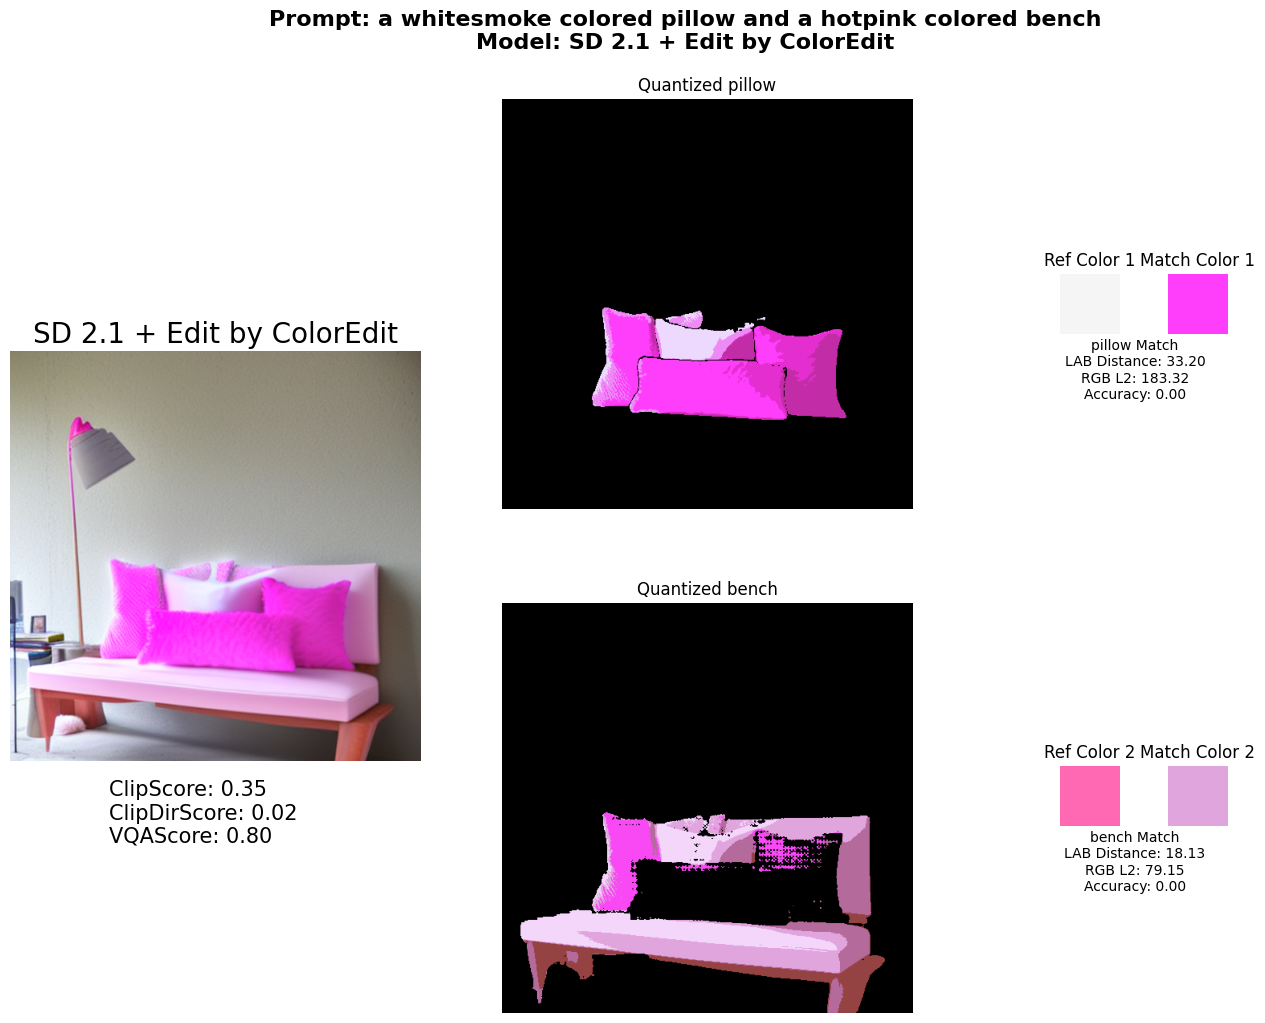 Prompt: a whitesmoke colored pillow and a hotpink colored bench
Model: SD 2.1 + Edit by ColorEdit
SD 2.1 + Edit by ColorEdit
ClipScore: 0.35
ClipDirScore: 0.02
VQAScore: 0.80
Quantized pillow
Ref Color 1 Match Color 1
pillow Match
LAB Distance: 33.20
RGB L2: 183.32
Accuracy: 0.00
Quantized bench
Ref Color 2 Match Color 2
bench Match
LAB Distance: 18.13
RGB L2: 79.15
Accuracy: 0.00